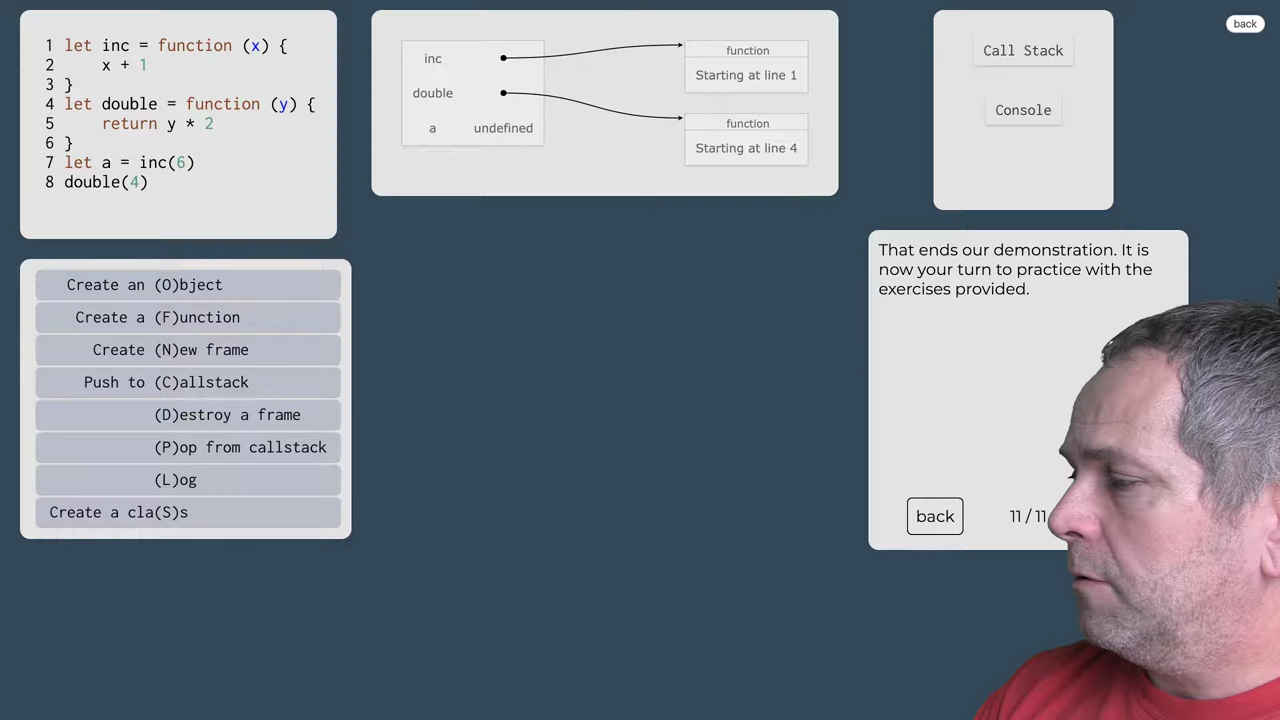 1 let inc = function (x) {
2     x + 1
3 }
4 let double = function (y) {
5     return y * 2
6 }
7 let a = inc(6)
8 double(4)
inc
double
a undefined
function
Starting at line 1
function
Starting at line 4
Call Stack
Console
back
Create an (O)bject
Create a (F)unction
Create (N)ew frame
Push to (C)allstack
(D)estroy a frame
(P)op from callstack
(L)og
Create a cla(S)s
That ends our demonstration. It is
now your turn to practice with the
exercises provided.
back 11 / 11